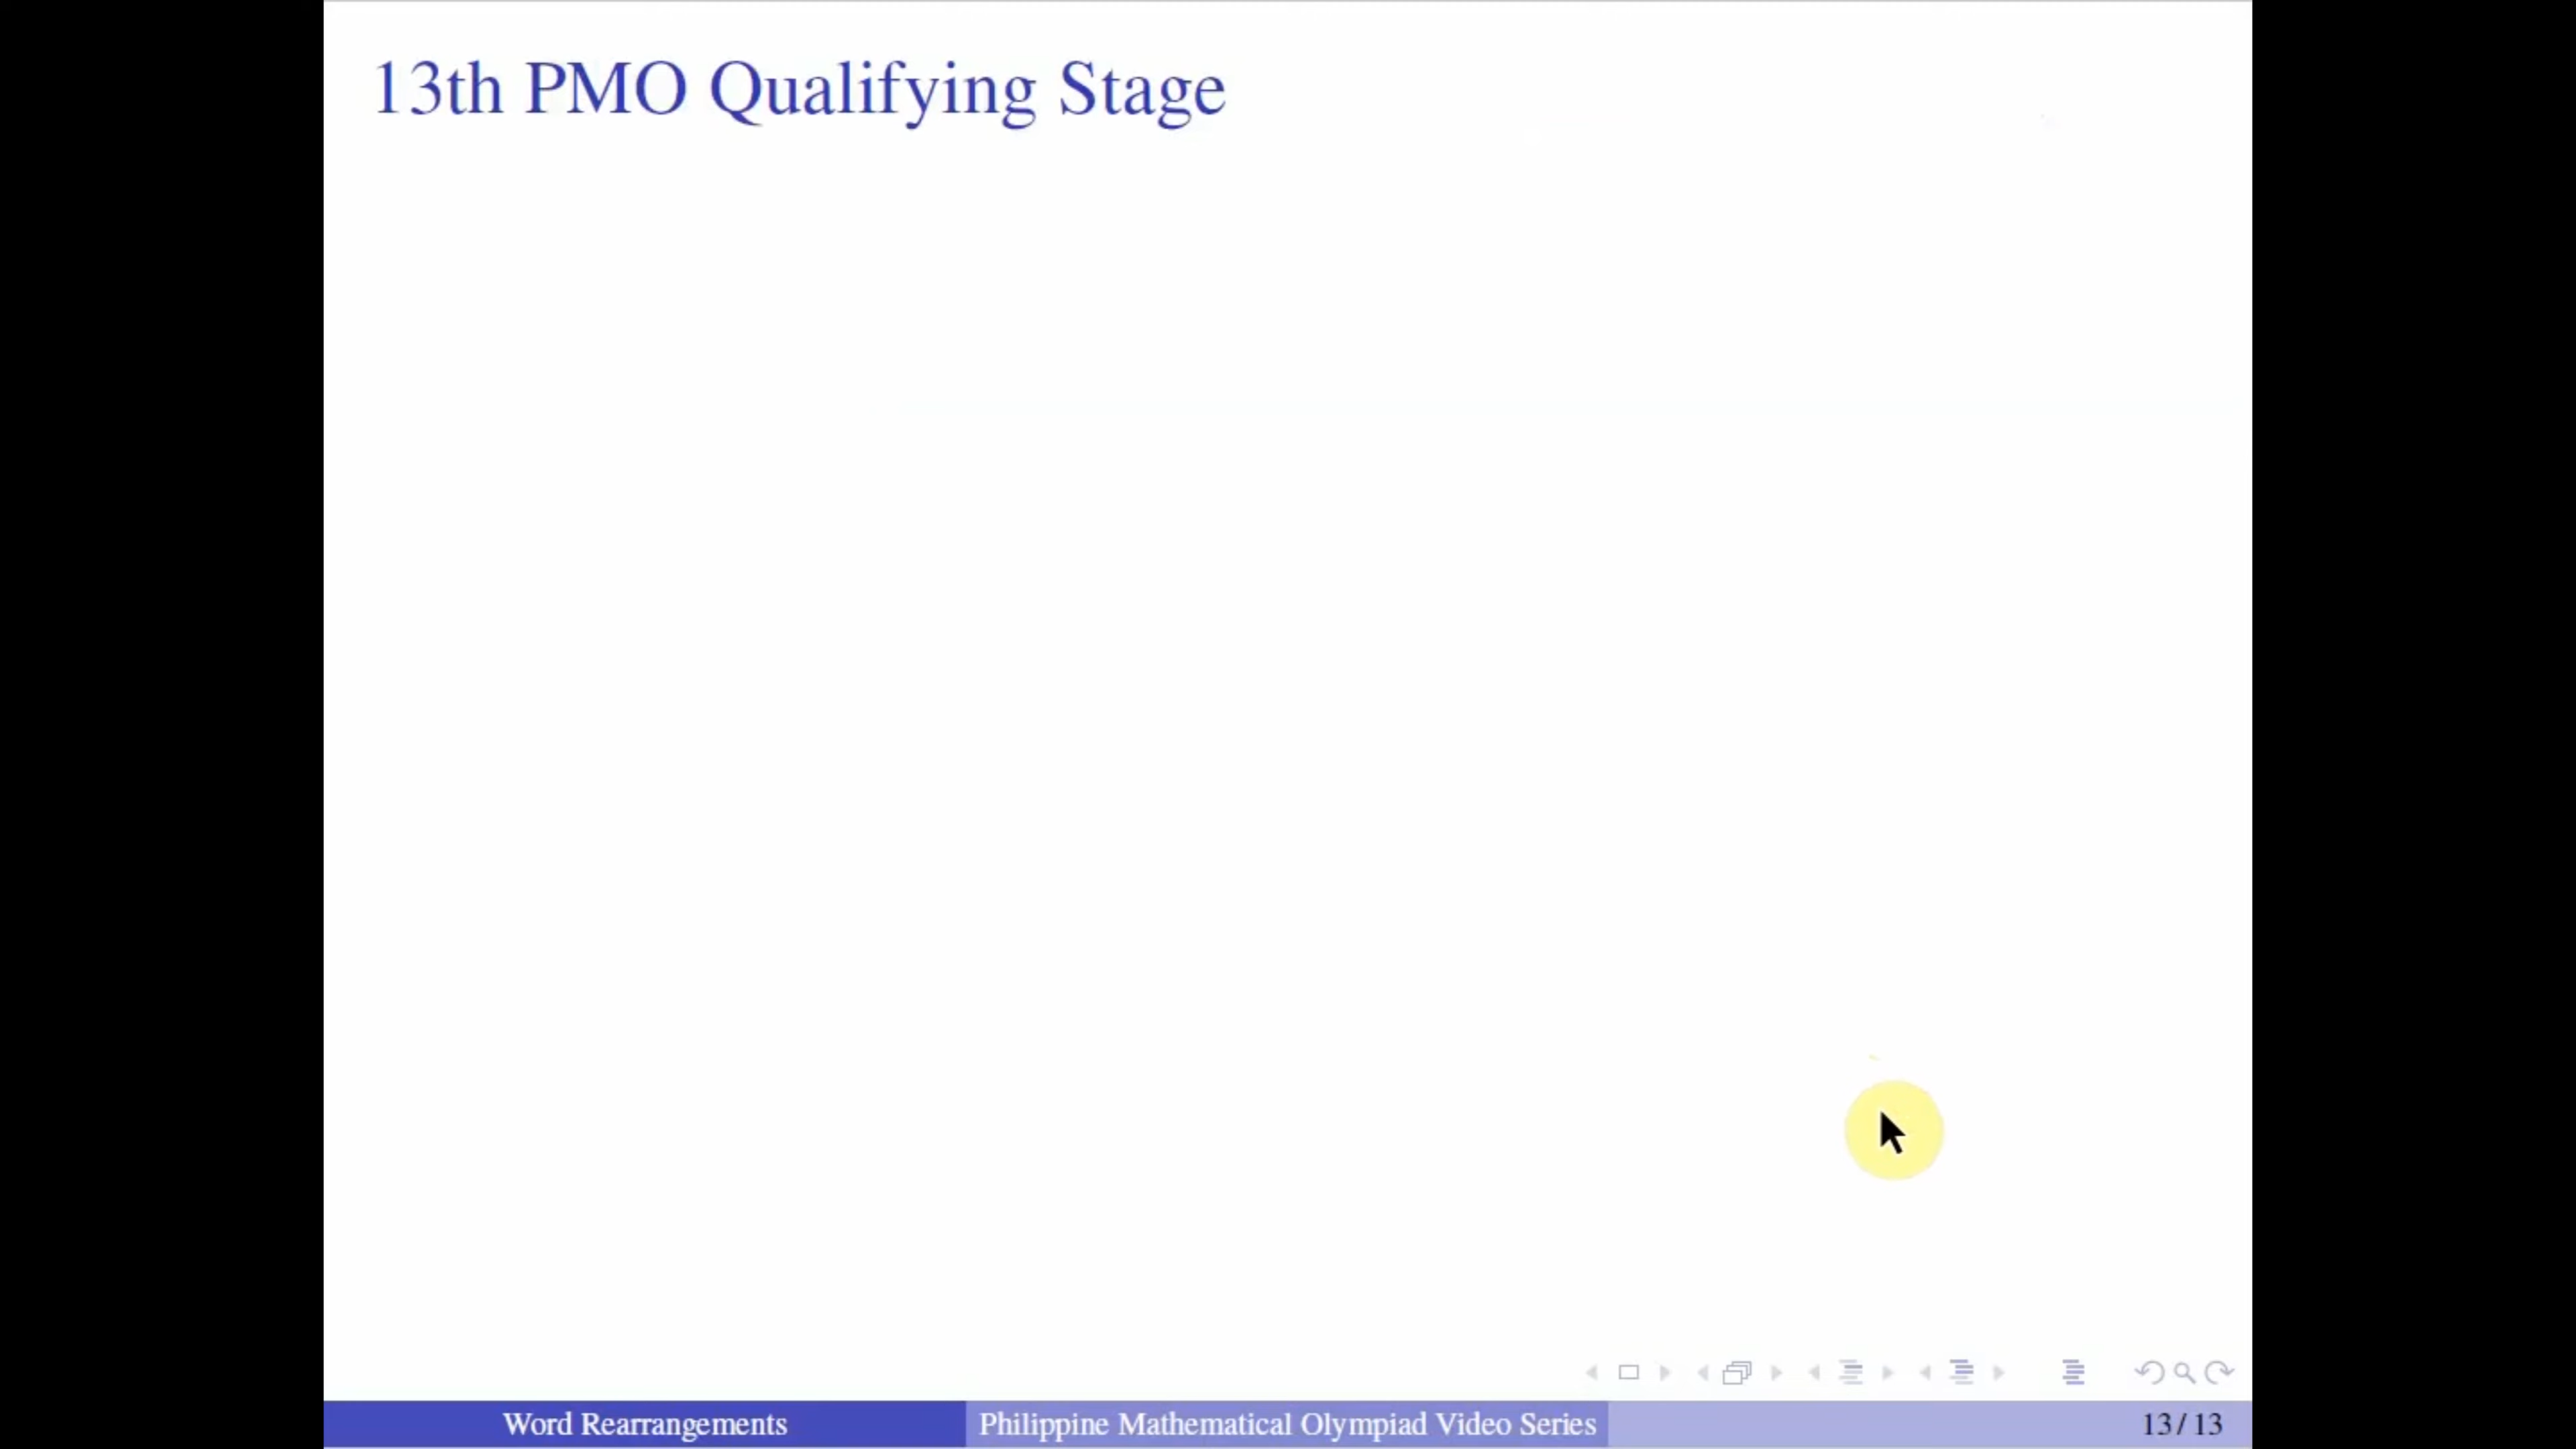 13th PMO Qualifying Stage
Word Rearrangements
Philippine Mathematical Olympiad Video Series
13 / 13